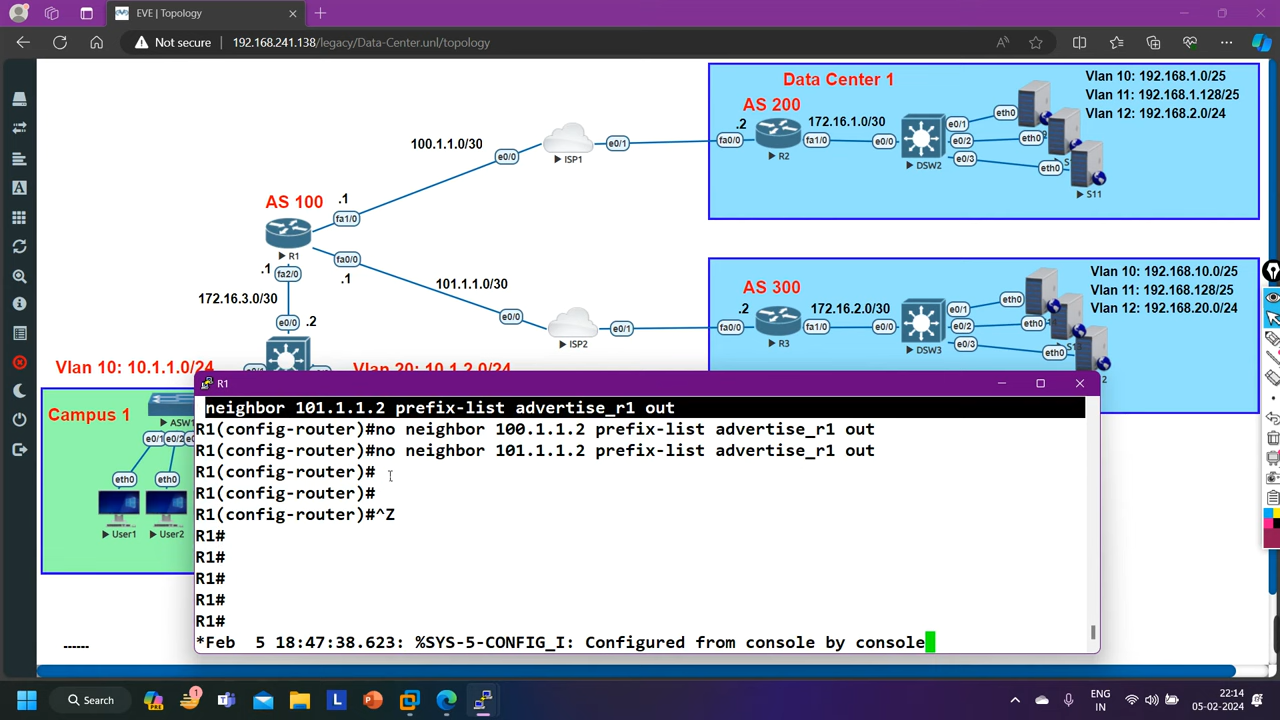 EVE | Topology
Not secure
192.168.241.138/legacy/Data-Center.unl/topology
Data Center 1
AS 200
Vlan 10: 192.168.1.0/25
Vlan 11: 192.168.1.128/25
Vlan 12: 192.168.2.0/24
.2
172.16.1.0/30
fa0/0
fa1/0
e0/0
e0/1
e0/2
e0/3
eth0
eth0
eth0
R2
DSW2
S11
100.1.1.0/30
e0/0
e0/1
ISP1
AS 100
.1
fa1/0
R1
fa0/0
.1
.1
fa2/0
101.1.1.0/30
172.16.3.0/30
e0/0
.2
e0/0
e0/1
ISP2
AS 300
Vlan 10: 192.168.10.0/25
Vlan 11: 192.168.128/25
Vlan 12: 192.168.20.0/24
.2
172.16.2.0/30
fa0/0
fa1/0
e0/0
e0/1
e0/2
e0/3
eth0
eth0
eth0
R3
DSW3
Vlan 10: 10.1.1.0/24
Vlan 20: 10.1.2.0/24
Campus 1
ASW1
e0/1
e0/2
eth0
eth0
User1
User2
------
R1
neighbor 101.1.1.2 prefix-list advertise_r1 out
R1(config-router)#no neighbor 100.1.1.2 prefix-list advertise_r1 out
R1(config-router)#no neighbor 101.1.1.2 prefix-list advertise_r1 out
R1(config-router)#
R1(config-router)#
R1(config-router)#^Z
R1#
R1#
R1#
R1#
R1#
*Feb  5 18:47:38.623: %SYS-5-CONFIG_I: Configured from console by console
Search
ENG
IN
22:14
05-02-2024